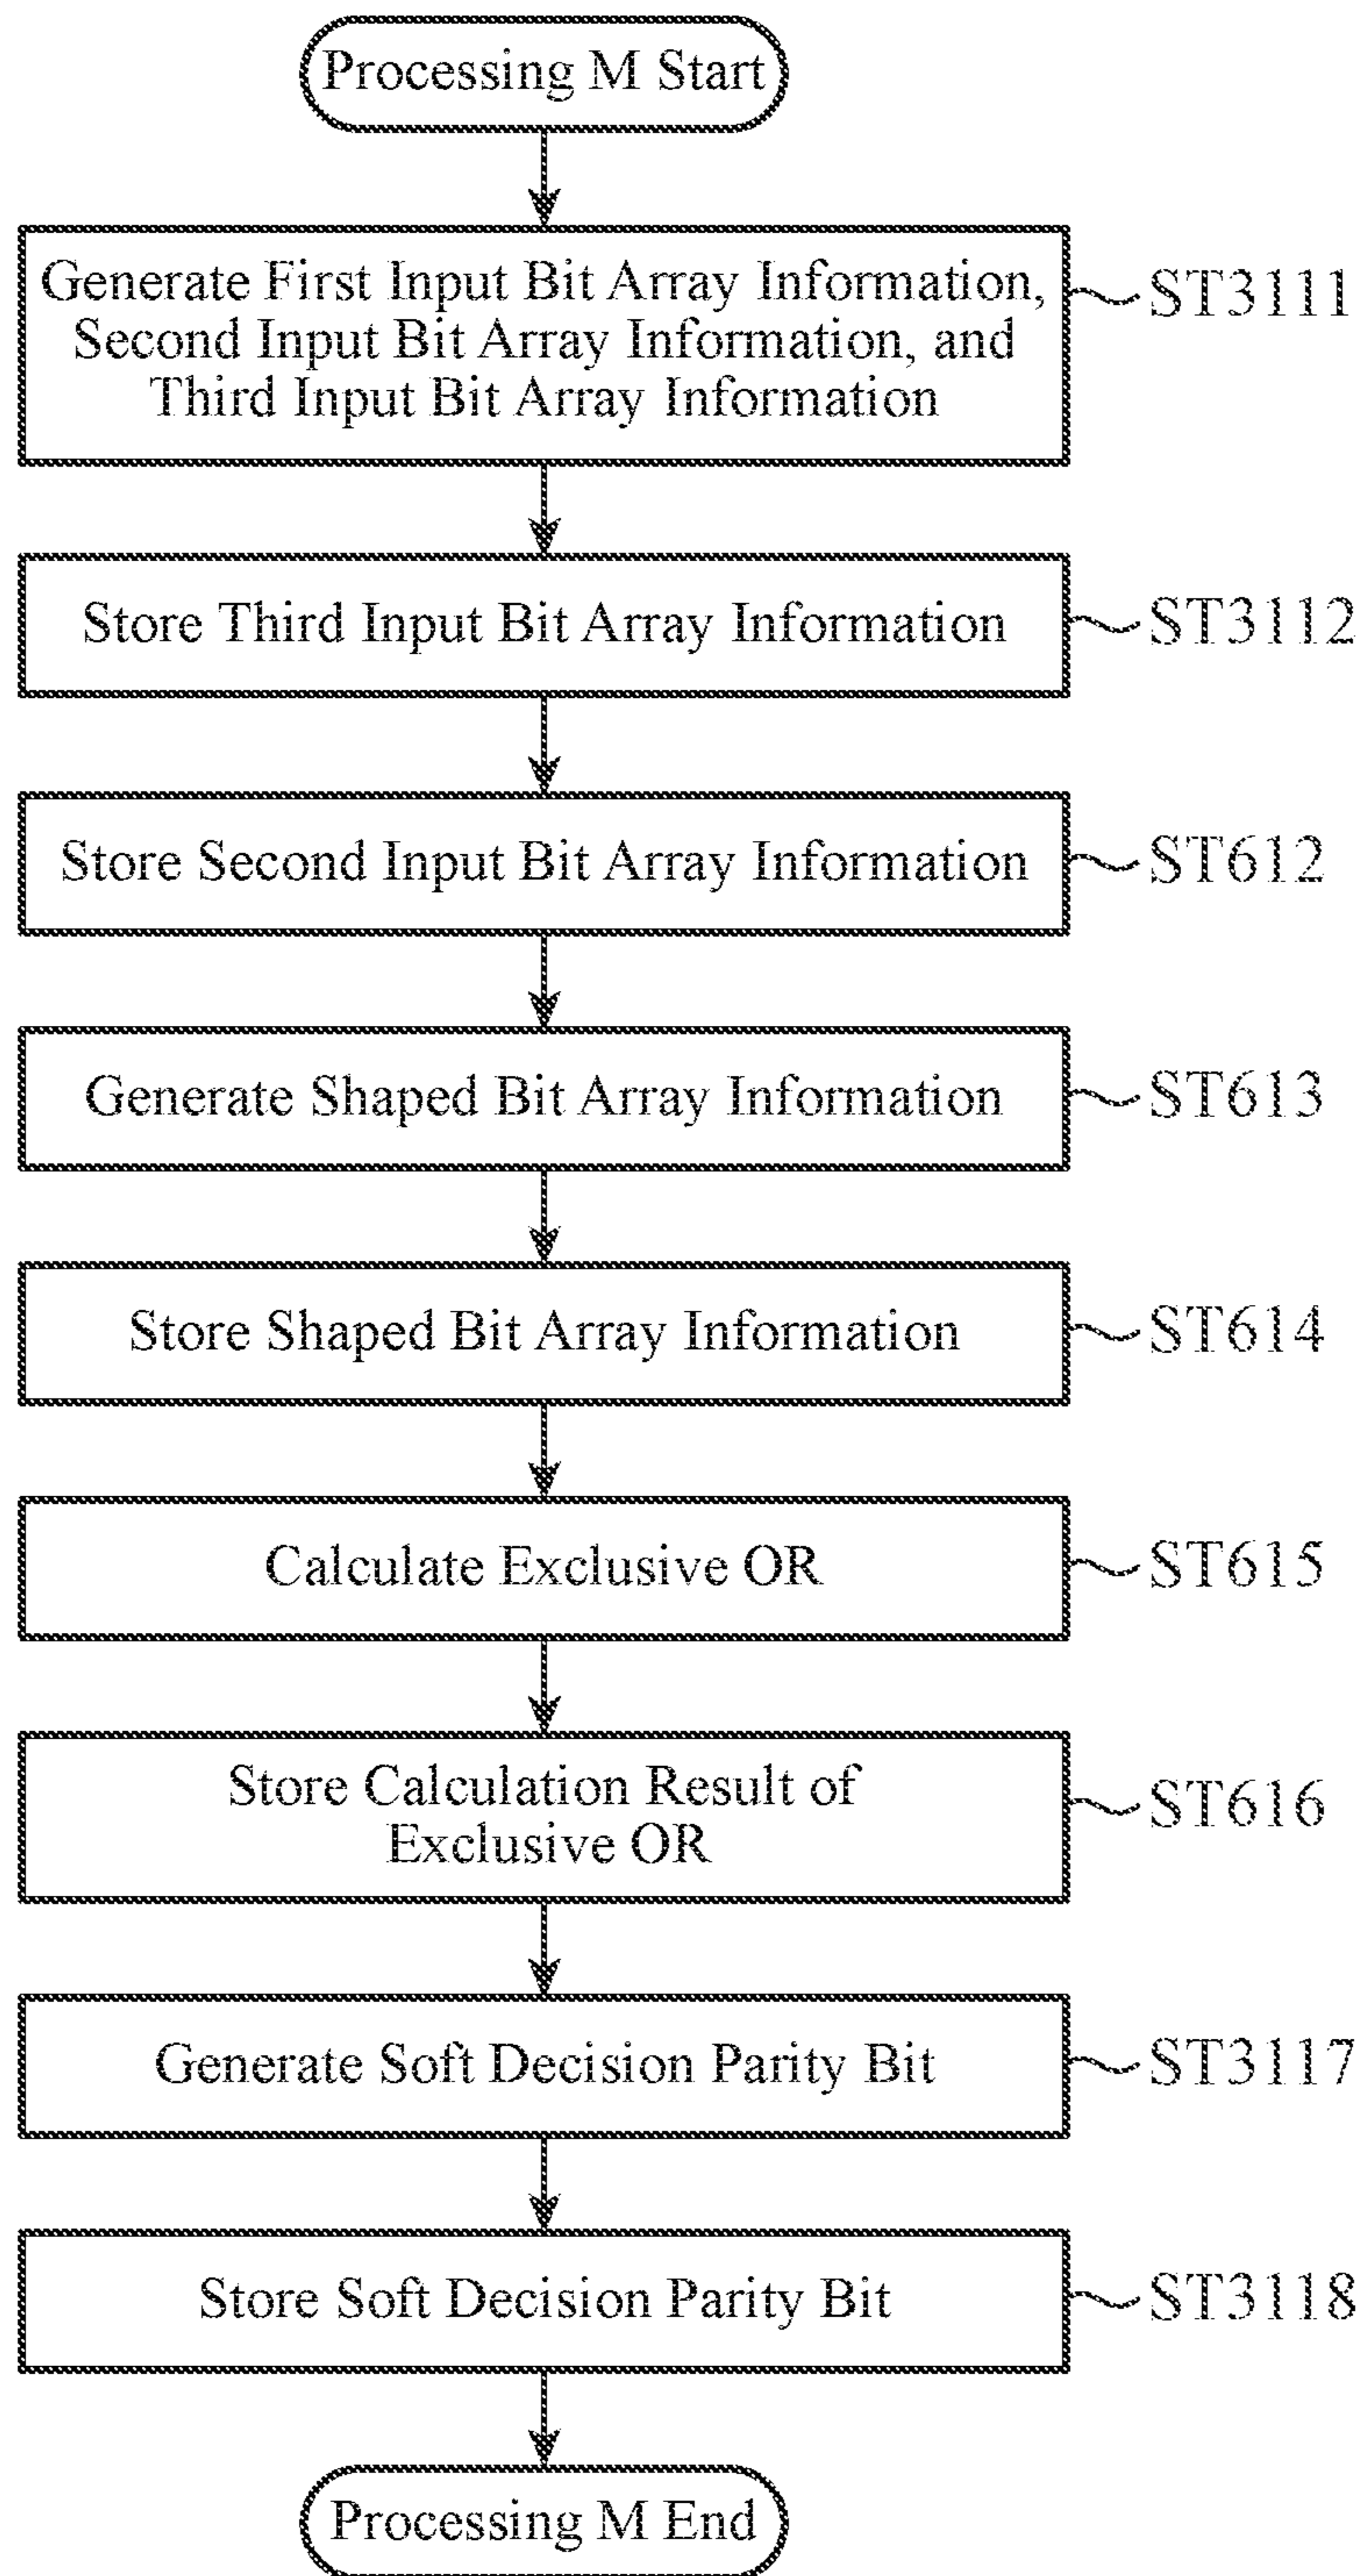 Processing M Start
Generate First Input Bit Array Information,
Second Input Bit Array Information, and
Third Input Bit Array Information
ST3111
Store Third Input Bit Array Information
ST3112
Store Second Input Bit Array Information
ST612
Generate Shaped Bit Array Information
ST613
Store Shaped Bit Array Information
ST614
Calculate Exclusive OR
ST615
Store Calculation Result of
Exclusive OR
ST616
Generate Soft Decision Parity Bit
ST3117
Store Soft Decision Parity Bit
ST3118
Processing M End